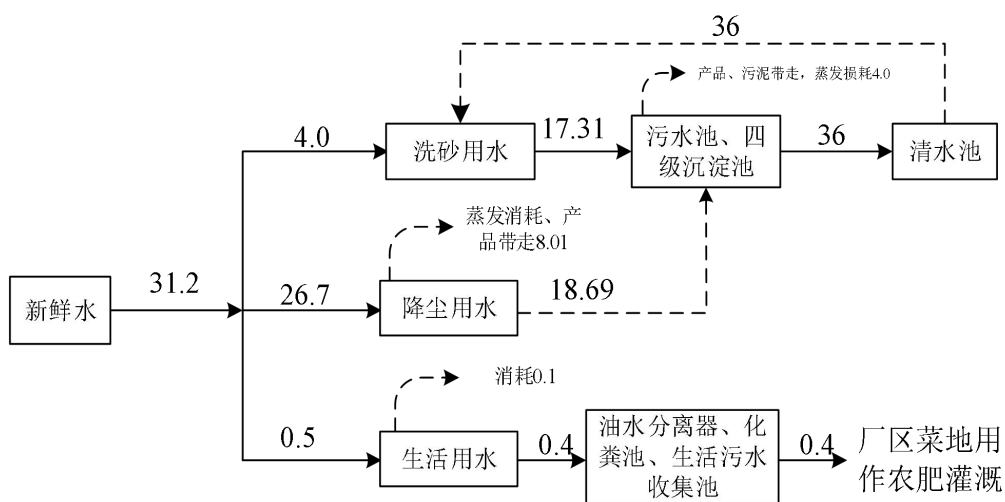 36
产品、污泥带走，蒸发损耗4.0
4.0
洗砂用水
17.31
污水池、四
级沉淀池
36
清水池
蒸发消耗、产
品带走8.01
新鲜水
31.2
26.7
降尘用水
18.69
消耗0.1
0.5
生活用水
0.4
油水分离器、化
粪池、生活污水
收集池
0.4
厂区菜地用
作农肥灌溉